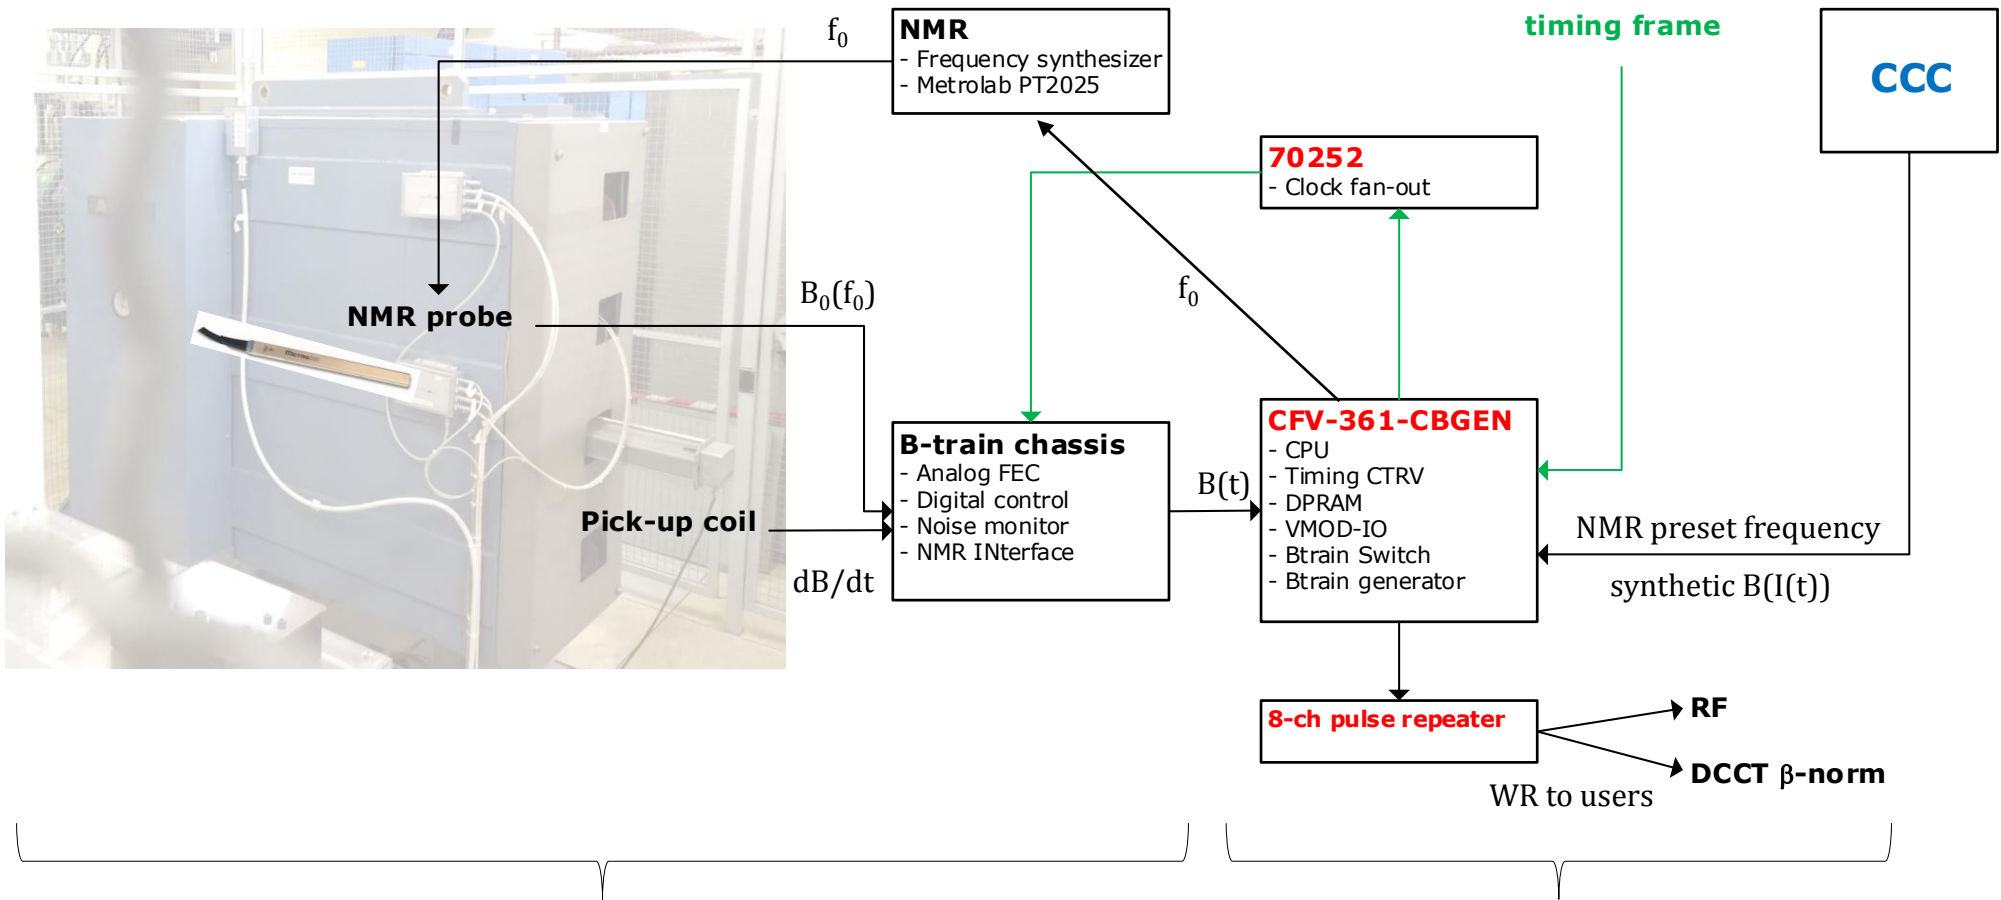 f₀
NMR
- Frequency synthesizer
- Metrolab PT2025
timing frame
CCC
70252
- Clock fan-out
NMR probe
B₀(f₀)
f₀
Pick-up coil
dB/dt
B-train chassis
- Analog FEC
- Digital control
- Noise monitor
- NMR INterface
B(t)
CFV-361-CBGEN
- CPU
- Timing CTRV
- DPRAM
- VMOD-IO
- Btrain Switch
- Btrain generator
NMR preset frequency
synthetic B(I(t))
8-ch pulse repeater
RF
DCCT β-norm
WR to users